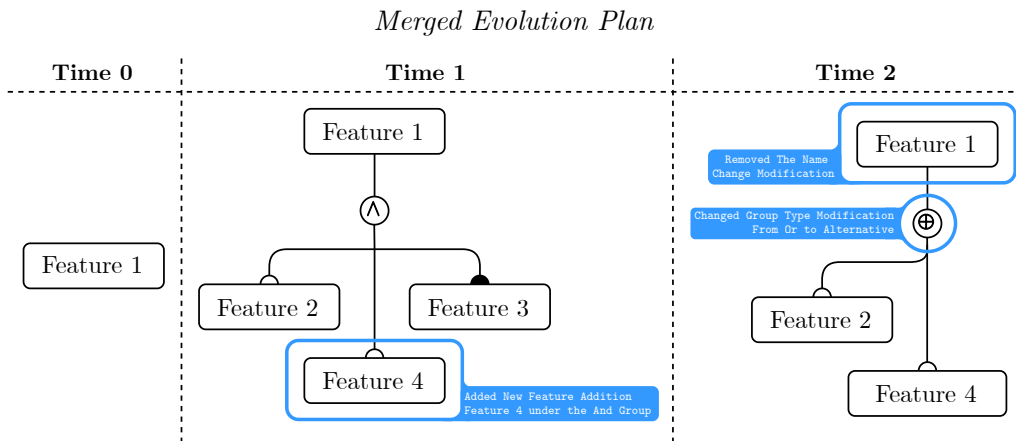 Merged Evolution Plan
Time 0
Time 1
Time 2
Feature 1
Feature 1
∧
Feature 2
Feature 3
Feature 4
Added New Feature Addition
Feature 4 under the And Group
Feature 1
Removed The Name
Change Modification
Changed Group Type Modification
From Or to Alternative
⊕
Feature 2
Feature 4